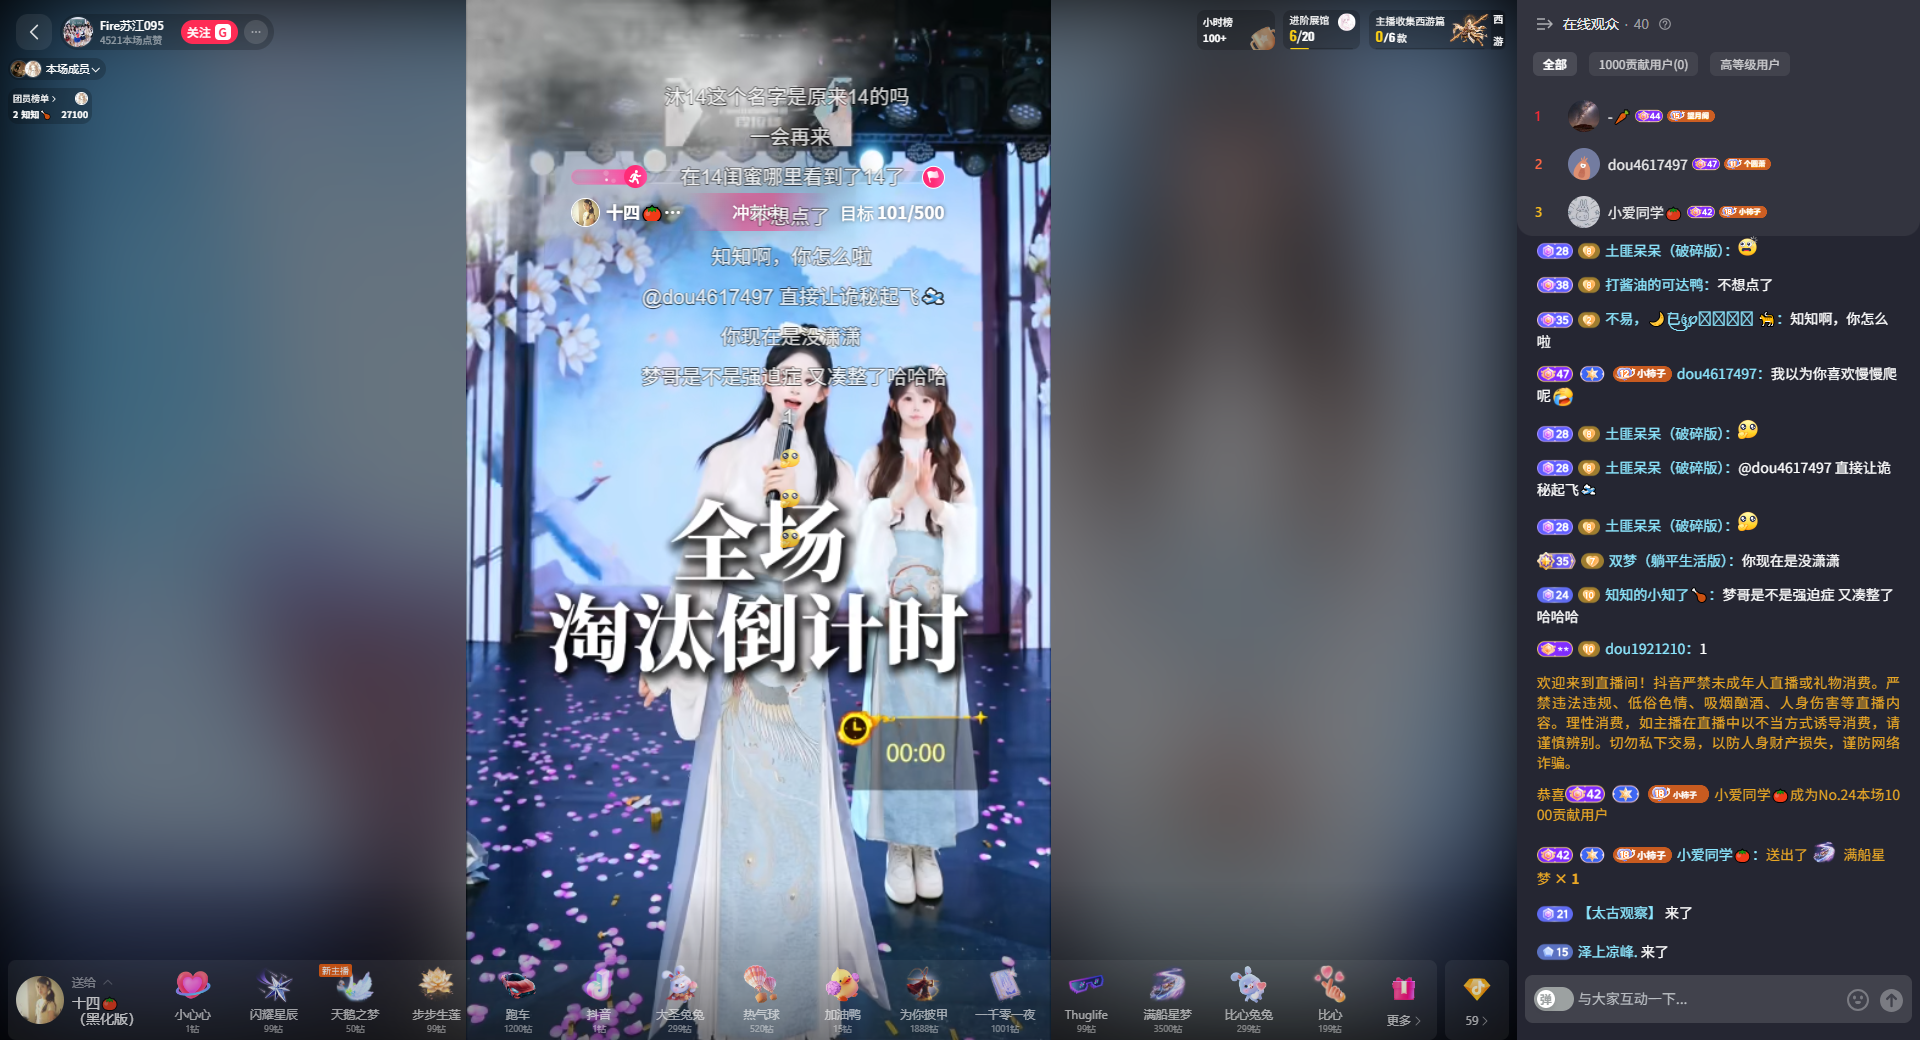 Fire苏江095
4521本场点赞
关注
本场成员
团员榜单
2 知知 27100
小时榜
100+
进阶展馆
6/20
主播收集西游篇
0/6款
西
游
沐14这个名字是原来14的吗
一会再来
在14闺蜜哪里看到了14了
十四🍅···
目标 101/500
不想点了
知知啊，你怎么啦
@dou4617497 直接让诡秘起飞
你现在是没潇潇
梦哥是不是强迫症 又凑整了哈哈哈
1
全场
淘汰倒计时
00:00
在线观众 · 40
全部
1000贡献用户(0)
高等级用户
1 -🥕 44
2 dou4617497 47
3 小爱同学🍅 42 小柿子
28 土匪呆呆（破碎版）：
38 打酱油的可达鸭：不想点了
知知啊，你怎么
啦
47 小柿子 dou4617497：我以为你喜欢慢慢爬
呢
28 土匪呆呆（破碎版）：
28 土匪呆呆（破碎版）：@dou4617497 直接让诡
秘起飞
28 土匪呆呆（破碎版）：
35 双梦（躺平生活版）：你现在是没潇潇
24 知知的小知了：梦哥是不是强迫症 又凑整了
哈哈哈
** 10 dou1921210：1
欢迎来到直播间！抖音严禁未成年人直播或礼物消费。严
禁违法违规、低俗色情、吸烟酗酒、人身伤害等直播内
容。理性消费，如主播在直播中以不当方式诱导消费，请
谨慎辨别。切勿私下交易，以防人身财产损失，谨防网络
诈骗。
恭喜 42 小柿子 小爱同学🍅成为No.24本场10
00贡献用户
42 小柿子 小爱同学🍅：送出了 满船星
梦 × 1
21 【太古观察】 来了
15 泽上凉峰. 来了
弹 与大家互动一下...
送给
十四🍅
（黑化版）
小心心
1钻
闪耀星辰
99钻
新主播
天鹅之梦
50钻
步步生莲
99钻
跑车
1200钻
抖音
1钻
大圣兔兔
299钻
热气球
520钻
加油鸭
15钻
为你披甲
1888钻
一千零一夜
1001钻
Thuglife
99钻
满船星梦
3500钻
比心兔兔
299钻
比心
199钻
更多
59